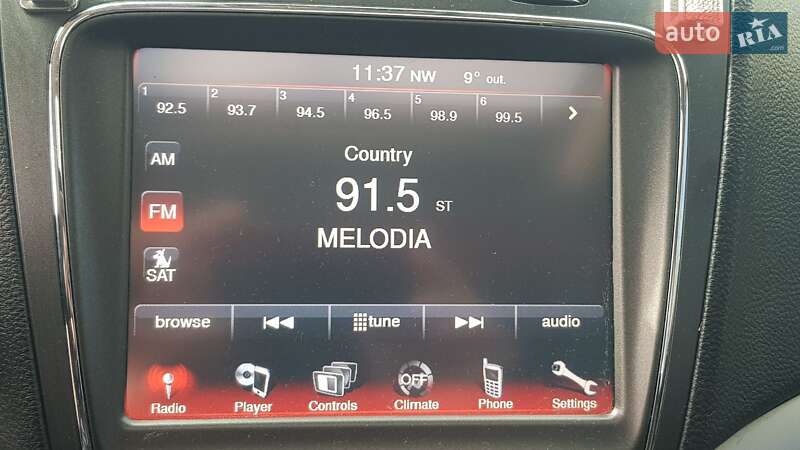 auto RIA.com
11:37 NW 9° out.
1 2 3 4 5 6
92.5 93.7 94.5 96.5 98.9 99.5 >
AM
Country
FM
91.5 ST
MELODIA
SAT
browse tune audio
OFF
Radio Player Controls Climate Phone Settings